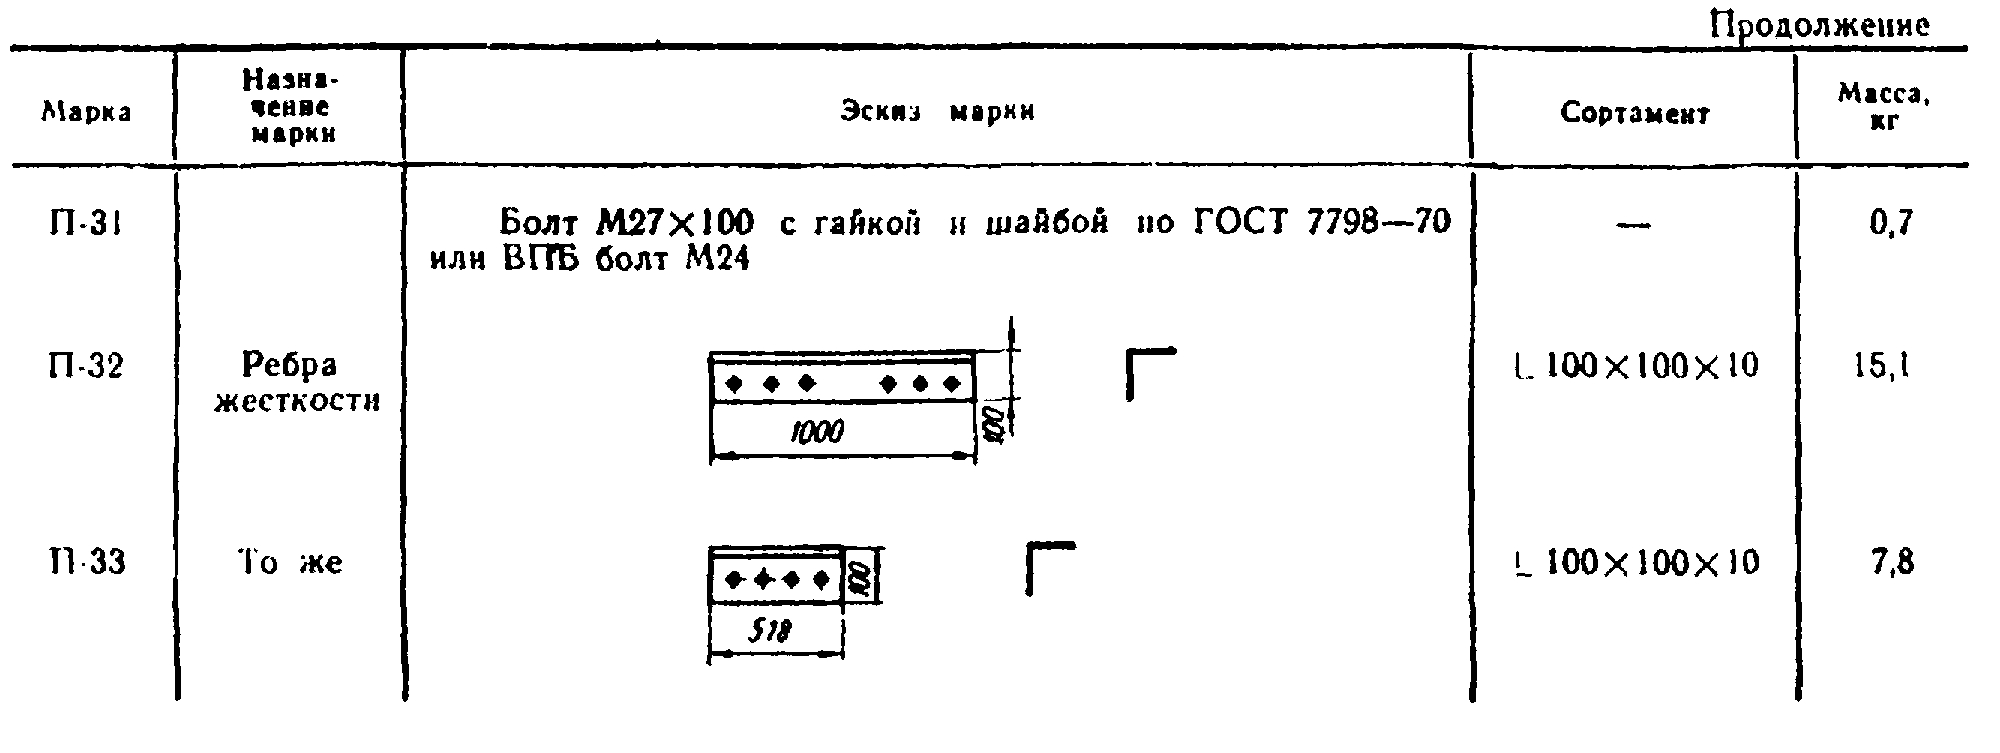 Продолжение
Марка
Назна-
чение
марки
Эскиз марки
Сортамент
Масса,
кг
П-31
Болт М27×100 с гайкой и шайбой по ГОСТ 7798—70
или ВПБ болт М24
—
0,7
П-32
Ребра
жесткости
1000
100
L 100×100×10
15,1
П-33
То же
518
100
L 100×100×10
7,8